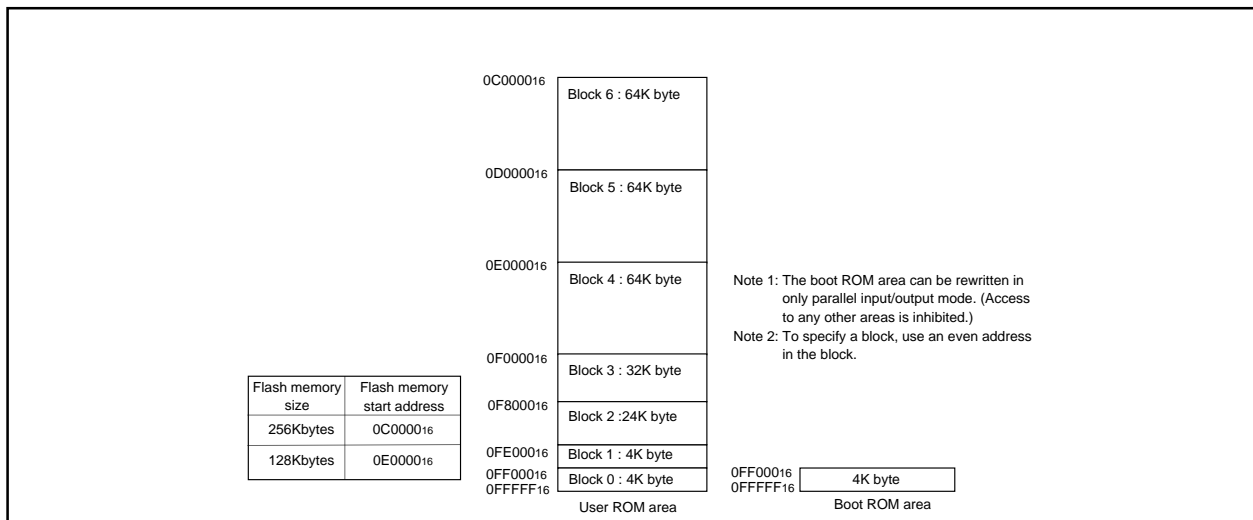 0C000016
Block 6 : 64K byte
0D000016
Block 5 : 64K byte
0E000016
Block 4 : 64K byte
Note 1: The boot ROM area can be rewritten in
only parallel input/output mode. (Access
to any other areas is inhibited.)
Note 2: To specify a block, use an even address
in the block.
0F000016
Block 3 : 32K byte
Flash memory size
Flash memory start address
256Kbytes
0C000016
128Kbytes
0E000016
0F800016
Block 2 :24K byte
0FE00016
Block 1 : 4K byte
0FF00016
Block 0 : 4K byte
0FFFFF16
User ROM area
0FF00016
4K byte
0FFFFF16
Boot ROM area